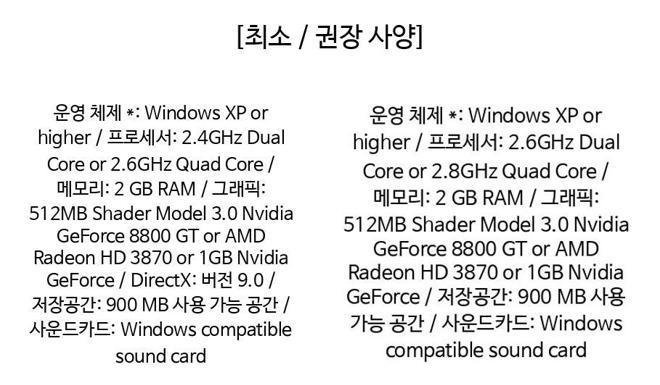 [최소 / 권장 사양]
운영 체제 *: Windows XP or
higher / 프로세서: 2.4GHz Dual
Core or 2.6GHz Quad Core /
메모리: 2 GB RAM / 그래픽:
512MB Shader Model 3.0 Nvidia
GeForce 8800 GT or AMD
Radeon HD 3870 or 1GB Nvidia
GeForce / DirectX: 버전 9.0 /
저장공간: 900 MB 사용 가능 공간 /
사운드카드: Windows compatible
sound card
운영 체제 *: Windows XP or
higher / 프로세서: 2.6GHz Dual
Core or 2.8GHz Quad Core /
메모리: 2 GB RAM / 그래픽:
512MB Shader Model 3.0 Nvidia
GeForce 8800 GT or AMD
Radeon HD 3870 or 1GB Nvidia
GeForce / 저장공간: 900 MB 사용
가능 공간 / 사운드카드: Windows
compatible sound card